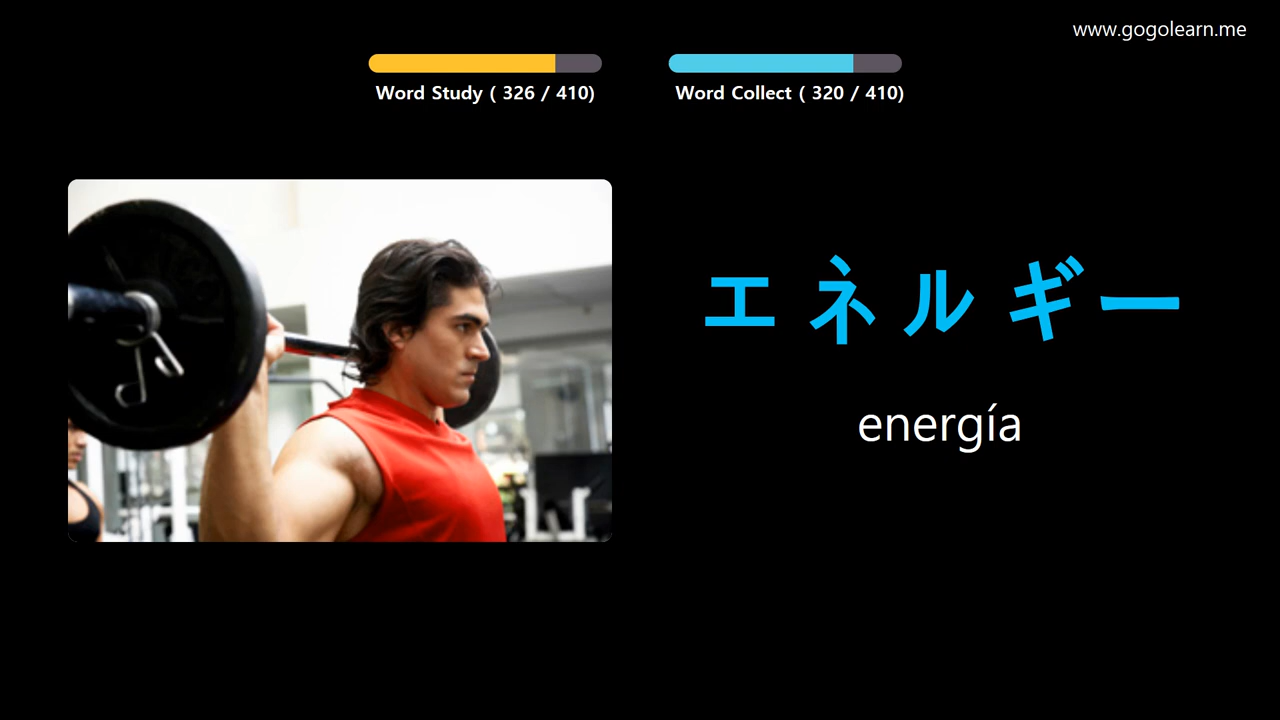 www.gogolearn.me
Word Study ( 326 / 410)
Word Collect ( 320 / 410)
エネルギー
energía